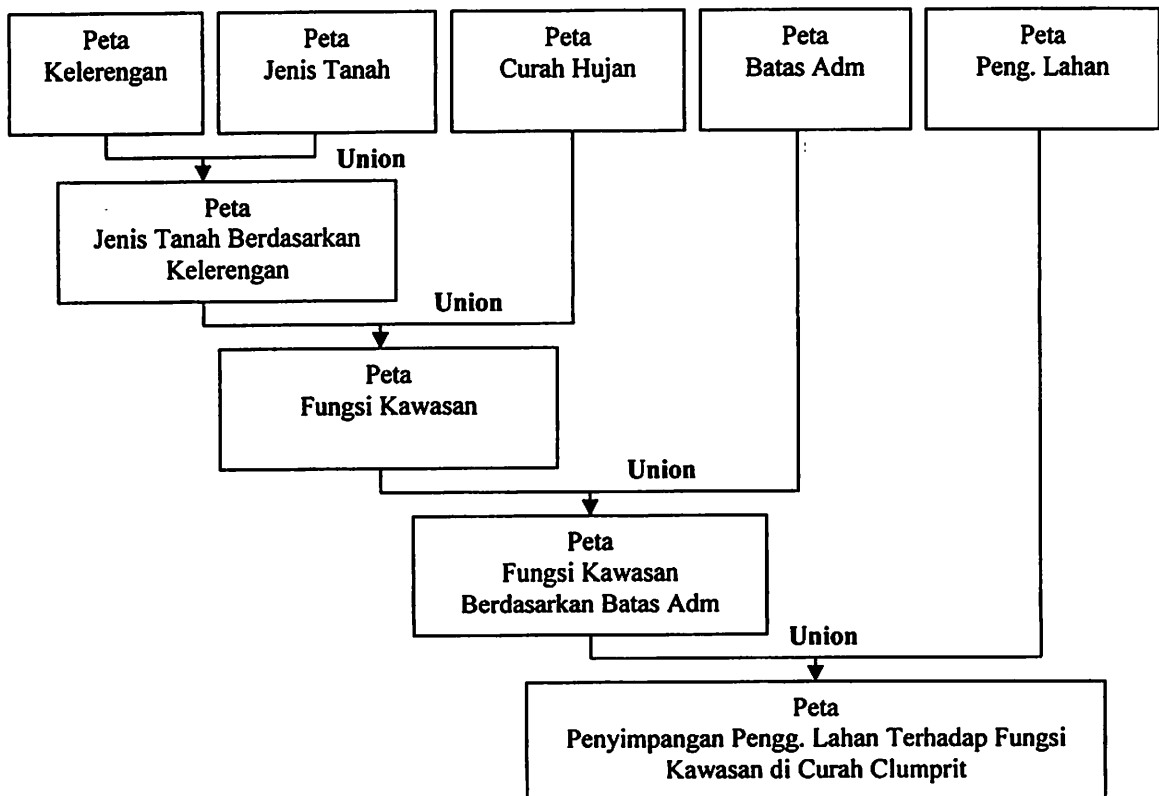 Peta
Kelerengan
Peta
Jenis Tanah
Peta
Curah Hujan
Peta
Batas Adm
Peta
Peng. Lahan
Union
Peta
Jenis Tanah Berdasarkan
Kelerengan
Union
Peta
Fungsi Kawasan
Union
Peta
Fungsi Kawasan
Berdasarkan Batas Adm
Union
Peta
Penyimpangan Pengg. Lahan Terhadap Fungsi
Kawasan di Curah Clumprit